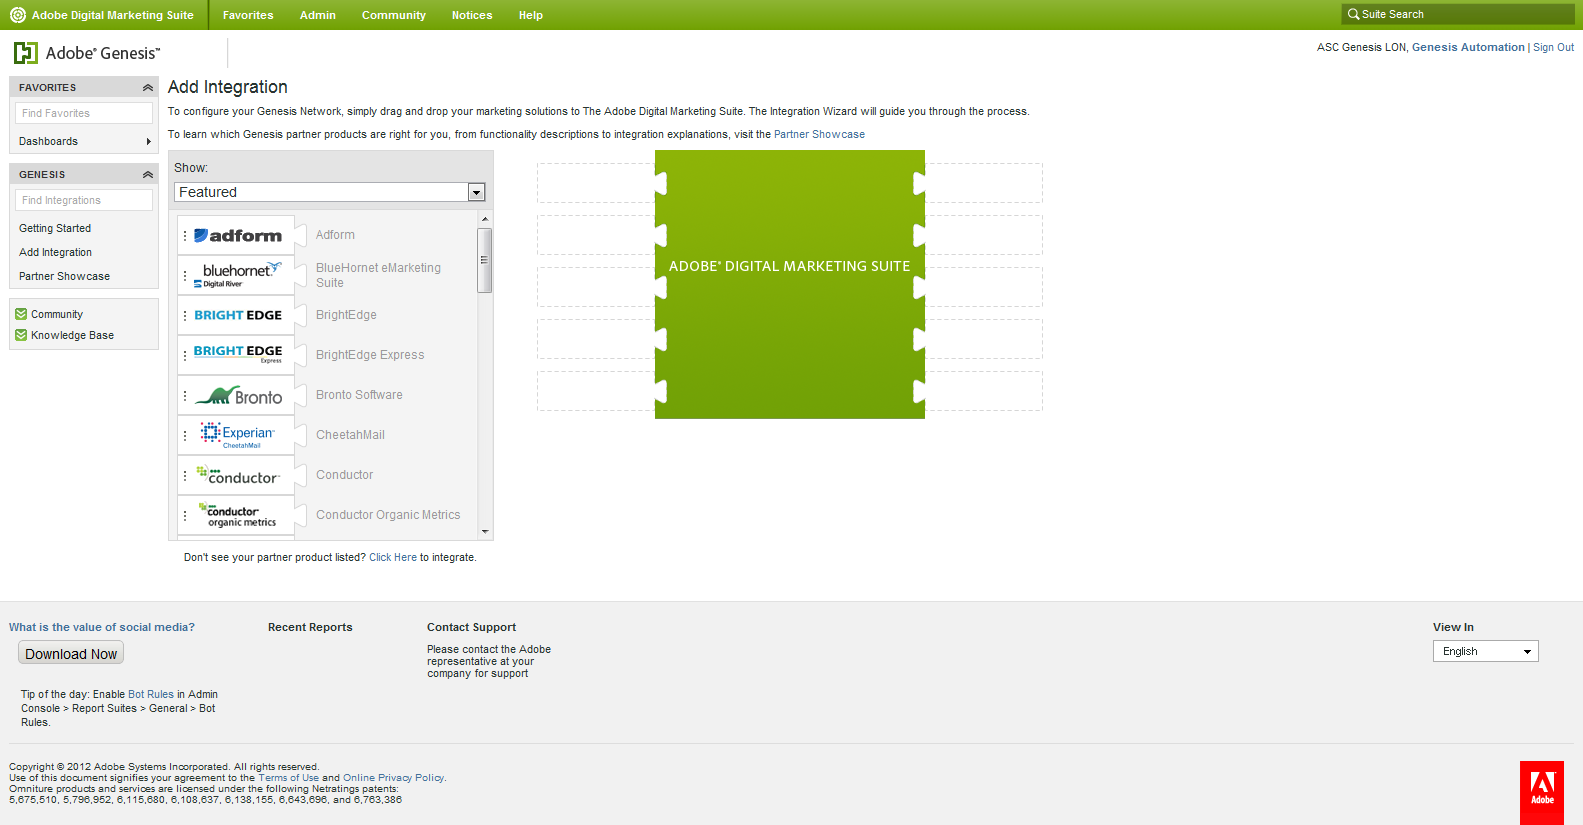 Adobe Digital Marketing Suite
Favorites
Admin
Community
Notices
Help
Suite Search
Adobe® Genesis™
ASC Genesis LON, Genesis Automation | Sign Out
FAVORITES
Find Favorites
Dashboards
GENESIS
Find Integrations
Getting Started
Add Integration
Partner Showcase
Community
Knowledge Base
Add Integration
To configure your Genesis Network, simply drag and drop your marketing solutions to The Adobe Digital Marketing Suite. The Integration Wizard will guide you through the process.
To learn which Genesis partner products are right for you, from functionality descriptions to integration explanations, visit the Partner Showcase
Show:
Featured
adform
Adform
bluehornet
Digital River
BlueHornet eMarketing
Suite
BRIGHT EDGE
BrightEdge
BRIGHT EDGE
Express
BrightEdge Express
Bronto
Bronto Software
Experian
CheetahMail
CheetahMail
conductor
Conductor
conductor
organic metrics
Conductor Organic Metrics
Don't see your partner product listed? Click Here to integrate.
ADOBE® DIGITAL MARKETING SUITE
What is the value of social media?
Download Now
Tip of the day: Enable Bot Rules in Admin
Console > Report Suites > General > Bot
Rules.
Recent Reports
Contact Support
Please contact the Adobe
representative at your
company for support
View In
English
Copyright © 2012 Adobe Systems Incorporated. All rights reserved.
Use of this document signifies your agreement to the Terms of Use and Online Privacy Policy.
Omniture products and services are licensed under the following Netratings patents:
5,675,510, 5,796,952, 6,115,680, 6,108,637, 6,138,155, 6,643,696, and 6,763,386
Adobe